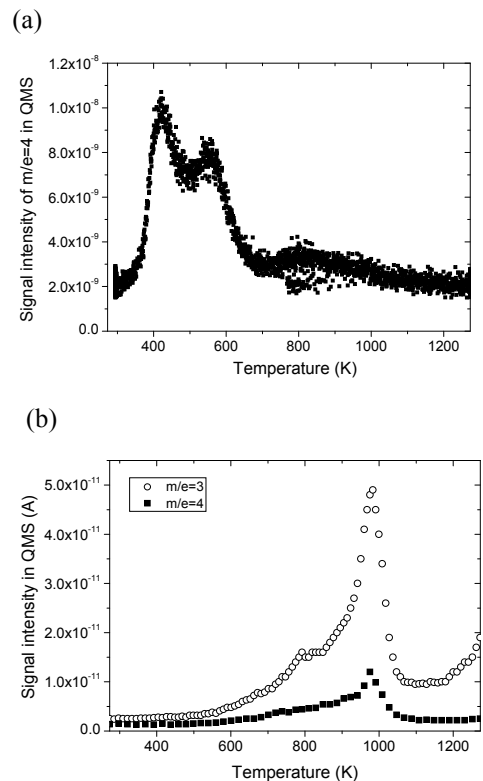 (a)
Signal intensity of m/e=4 in QMS
1.2x10⁻⁸
1.0x10⁻⁸
8.0x10⁻⁹
6.0x10⁻⁹
4.0x10⁻⁹
2.0x10⁻⁹
0.0
400 600 800 1000 1200
Temperature (K)
(b)
Signal intensity in QMS (A)
5.0x10⁻¹¹
4.0x10⁻¹¹
3.0x10⁻¹¹
2.0x10⁻¹¹
1.0x10⁻¹¹
0.0
m/e=3
m/e=4
400 600 800 1000 1200
Temperature (K)